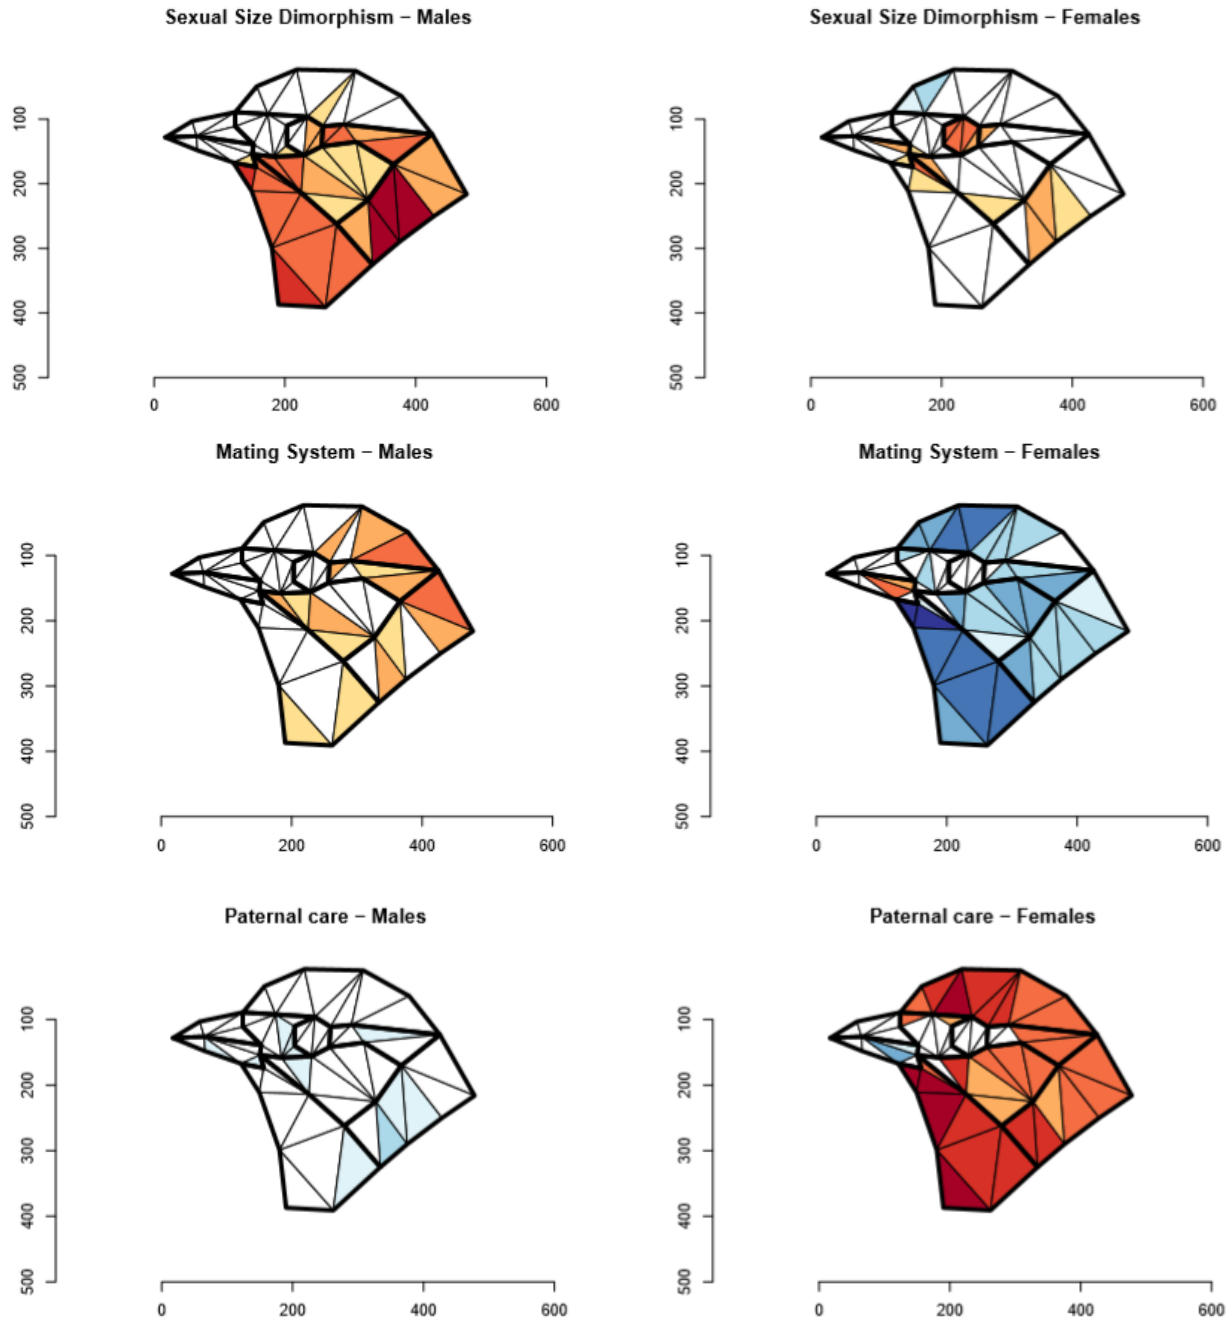 Sexual Size Dimorphism − Males
Sexual Size Dimorphism − Females
100
200
300
400
500
0 200 400 600
100
200
300
400
500
0 200 400 600
Mating System − Males
Mating System − Females
100
200
300
400
500
0 200 400 600
100
200
300
400
500
0 200 400 600
Paternal care − Males
Paternal care − Females
100
200
300
400
500
0 200 400 600
100
200
300
400
500
0 200 400 600